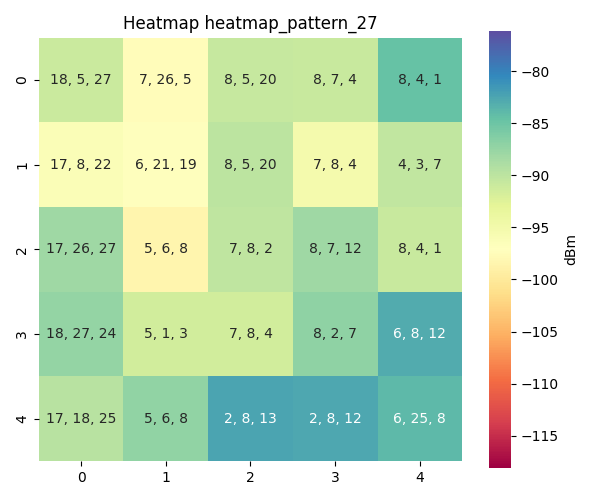 Heatmap heatmap_pattern_27
0 18, 5, 27 7, 26, 5 8, 5, 20 8, 7, 4 8, 4, 1
1 17, 8, 22 6, 21, 19 8, 5, 20 7, 8, 4 4, 3, 7
2 17, 26, 27 5, 6, 8 7, 8, 2 8, 7, 12 8, 4, 1
3 18, 27, 24 5, 1, 3 7, 8, 4 8, 2, 7 6, 8, 12
4 17, 18, 25 5, 6, 8 2, 8, 13 2, 8, 12 6, 25, 8
0 1 2 3 4
−80
−85
−90
−95
−100
−105
−110
−115
dBm